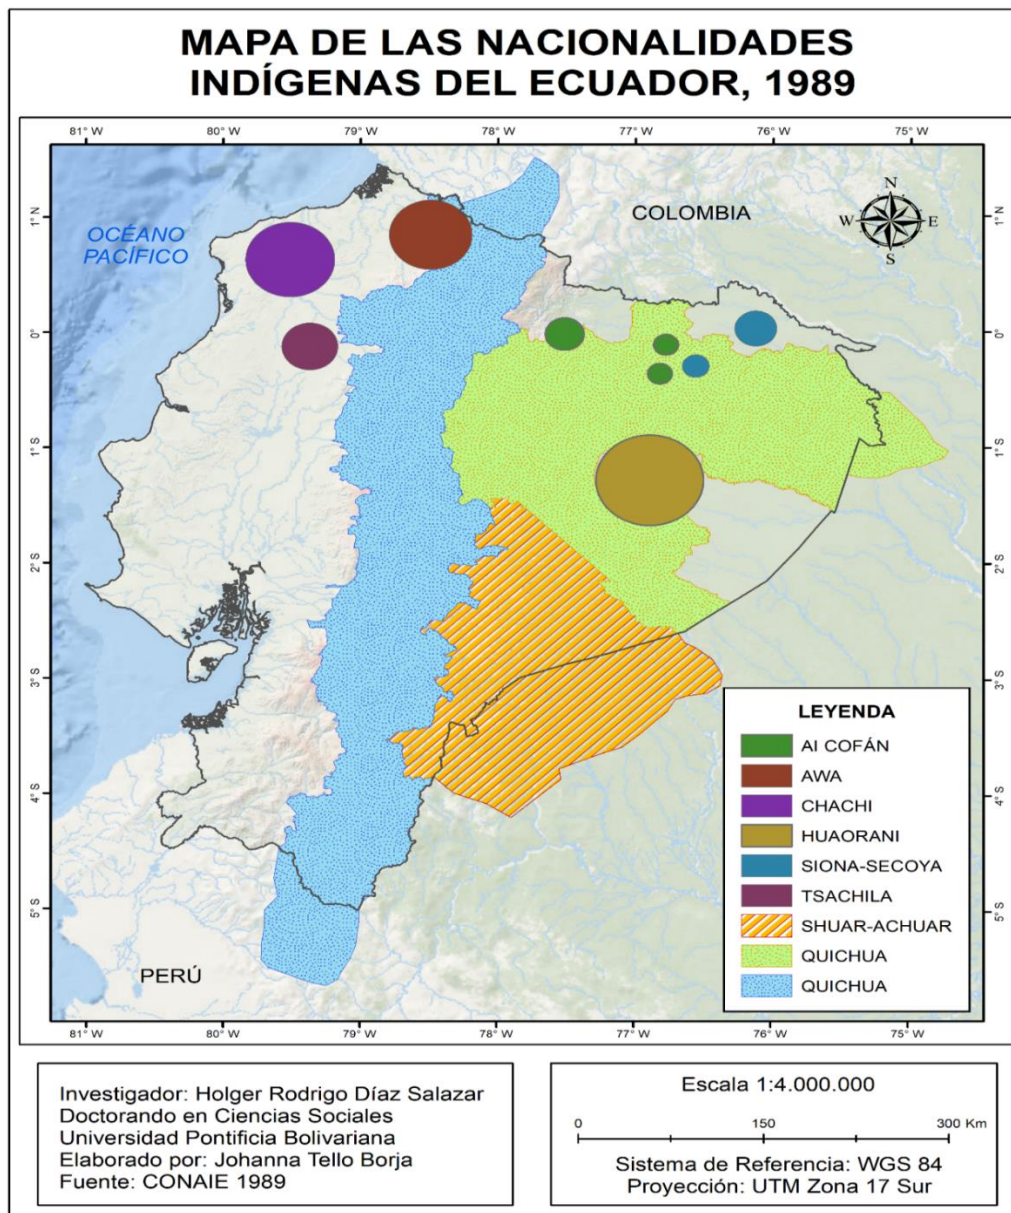 MAPA DE LAS NACIONALIDADES
INDÍGENAS DEL ECUADOR, 1989
81° W
80° W
79° W
78° W
77° W
76° W
75° W
1° N
0°
1° S
2° S
3° S
4° S
5° S
OCÉANO
PACÍFICO
COLOMBIA
N
W
E
S
1° N
0°
1° S
2° S
3° S
4° S
5° S
PERÚ
LEYENDA
AI COFÁN
AWA
CHACHI
HUAORANI
SIONA-SECOYA
TSACHILA
SHUAR-ACHUAR
QUICHUA
QUICHUA
81° W
80° W
79° W
78° W
77° W
76° W
75° W
Investigador: Holger Rodrigo Díaz Salazar
Doctorando en Ciencias Sociales
Universidad Pontificia Bolivariana
Elaborado por: Johanna Tello Borja
Fuente: CONAIE 1989
Escala 1:4.000.000
0
150
300 Km
Sistema de Referencia: WGS 84
Proyección: UTM Zona 17 Sur